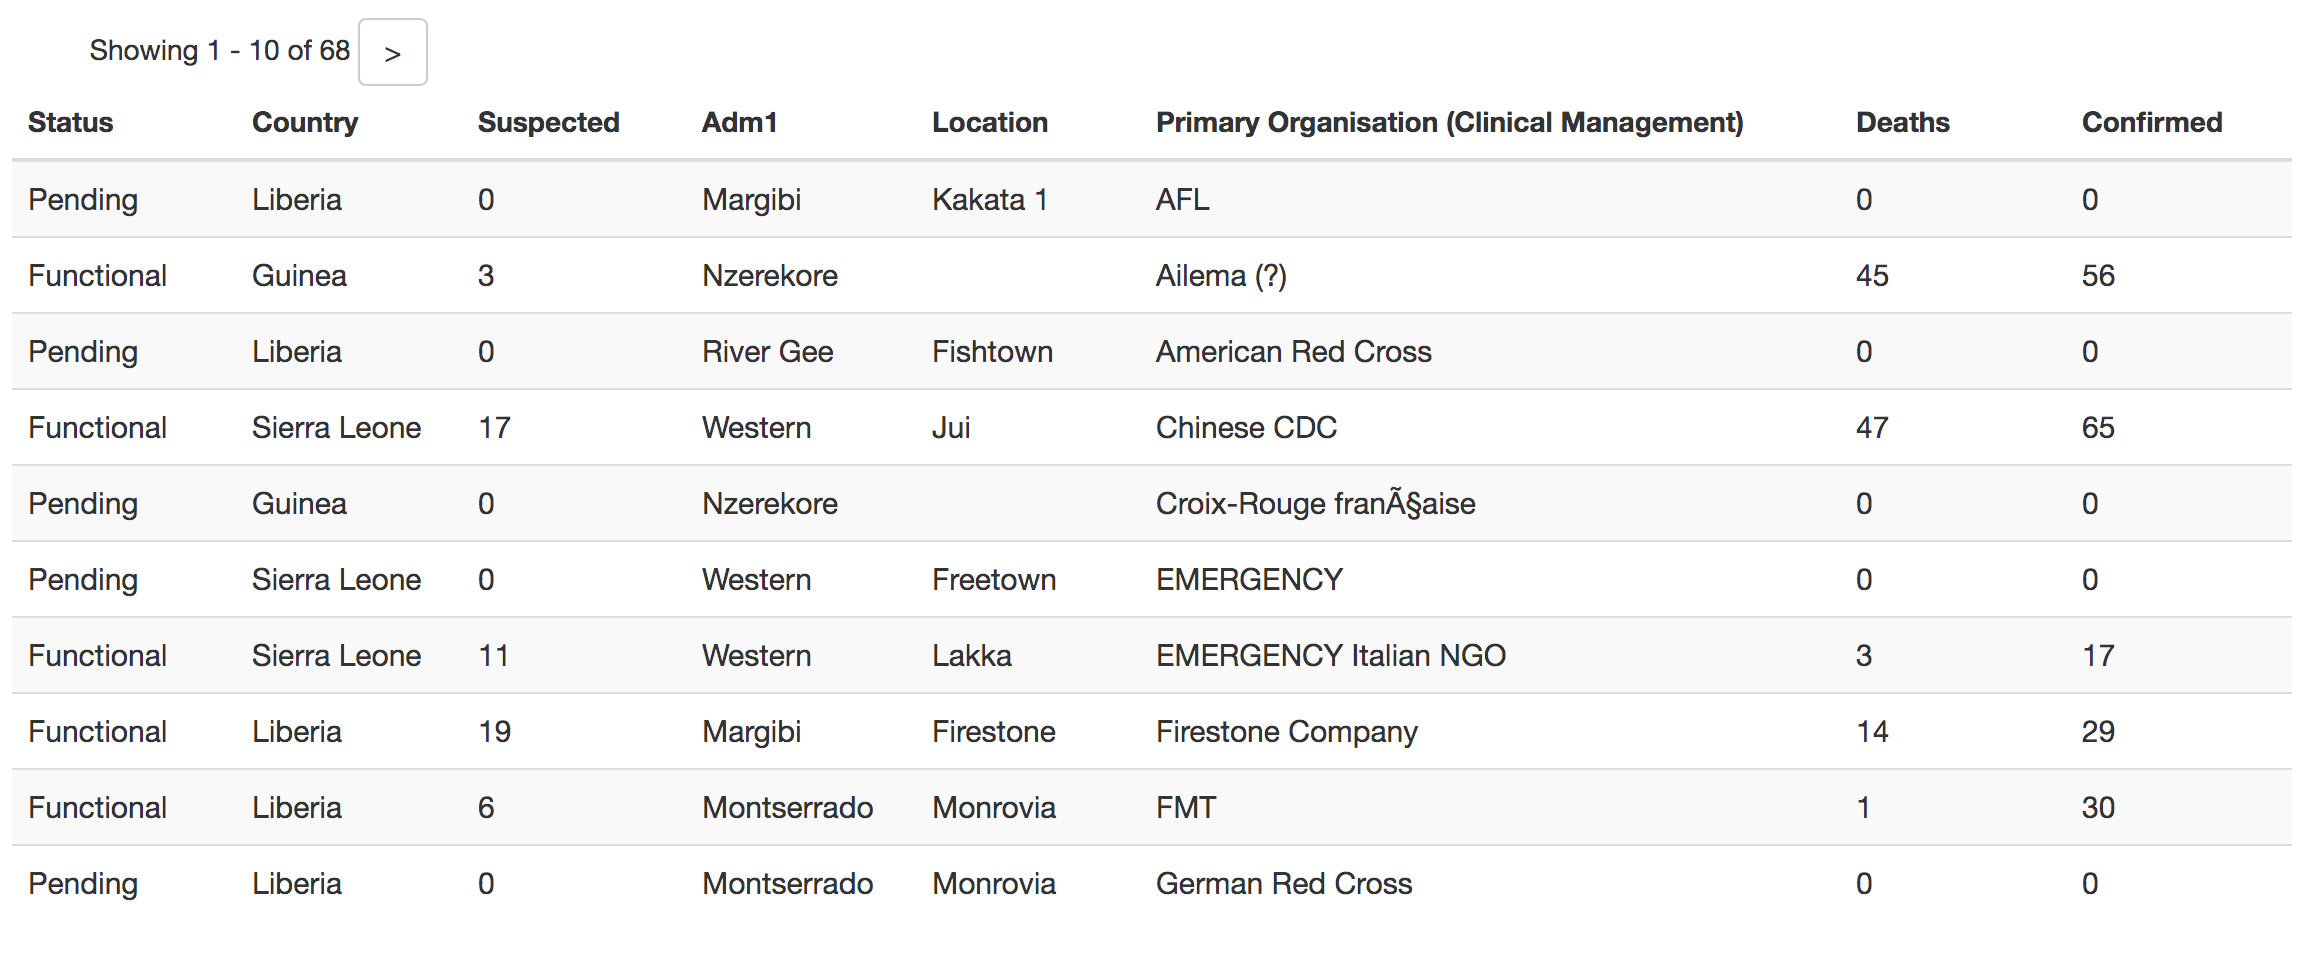 Showing 1 - 10 of 68 >
Status Country Suspected Adm1 Location Primary Organisation (Clinical Management) Deaths Confirmed
Pending Liberia 0 Margibi Kakata 1 AFL 0 0
Functional Guinea 3 Nzerekore Ailema (?) 45 56
Pending Liberia 0 River Gee Fishtown American Red Cross 0 0
Functional Sierra Leone 17 Western Jui Chinese CDC 47 65
Pending Guinea 0 Nzerekore Croix-Rouge franÃ§aise 0 0
Pending Sierra Leone 0 Western Freetown EMERGENCY 0 0
Functional Sierra Leone 11 Western Lakka EMERGENCY Italian NGO 3 17
Functional Liberia 19 Margibi Firestone Firestone Company 14 29
Functional Liberia 6 Montserrado Monrovia FMT 1 30
Pending Liberia 0 Montserrado Monrovia German Red Cross 0 0